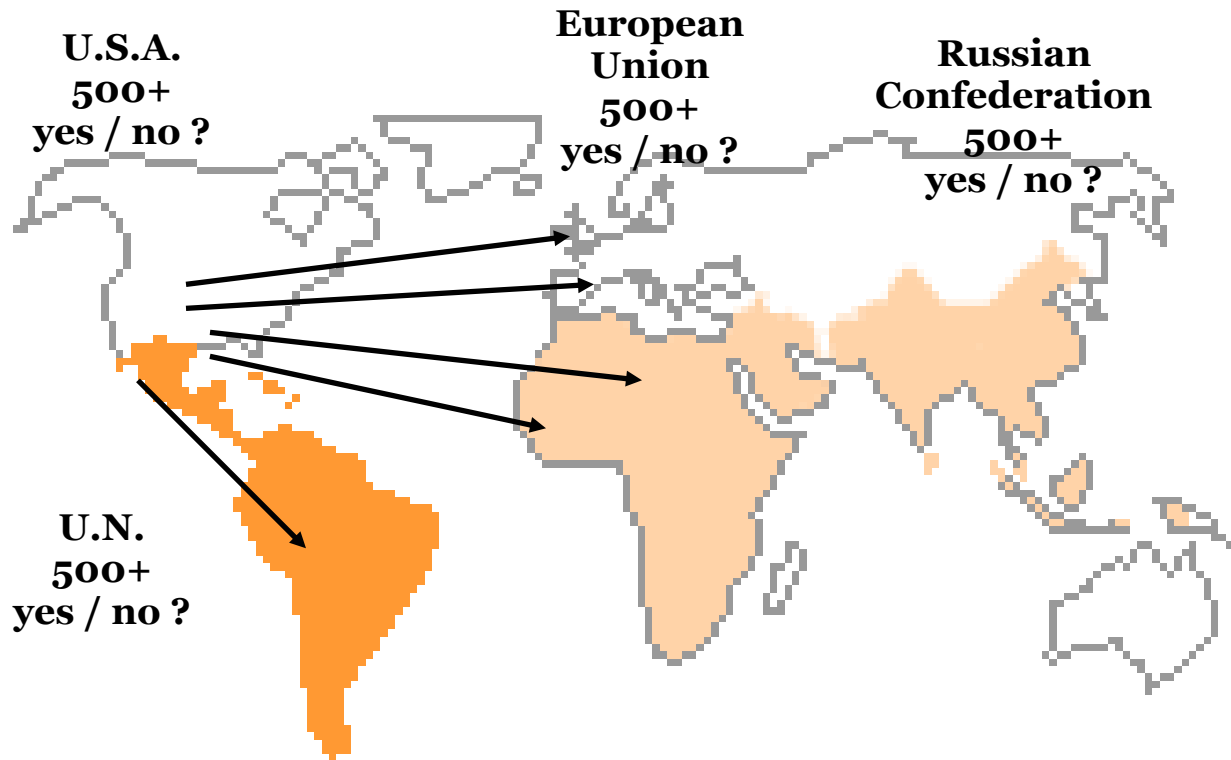 U.S.A.
500+
yes / no ?
European
Union
500+
yes / no ?
Russian
Confederation
500+
yes / no ?
U.N.
500+
yes / no ?